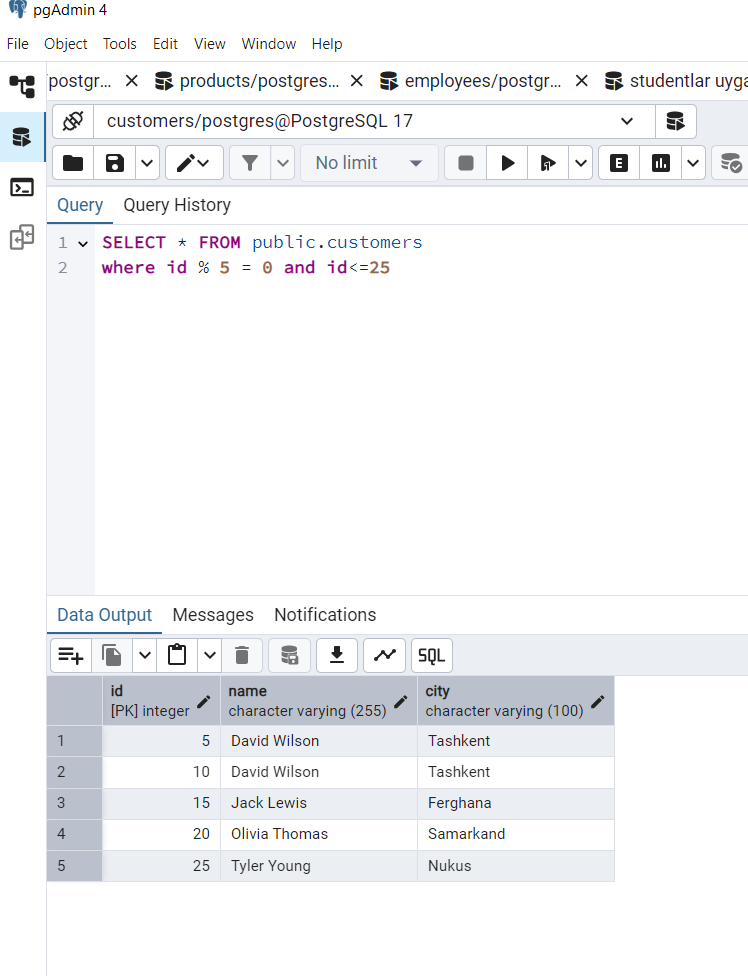 pgAdmin 4
File Object Tools Edit View Window Help
postgr... products/postgres... employees/postgr... studentlar uyga
customers/postgres@PostgreSQL 17
No limit E
Query Query History
1 SELECT * FROM public.customers
2 where id % 5 = 0 and id<=25
Data Output Messages Notifications
SQL
id name city
[PK] integer character varying (255) character varying (100)
1 5 David Wilson Tashkent
2 10 David Wilson Tashkent
3 15 Jack Lewis Ferghana
4 20 Olivia Thomas Samarkand
5 25 Tyler Young Nukus